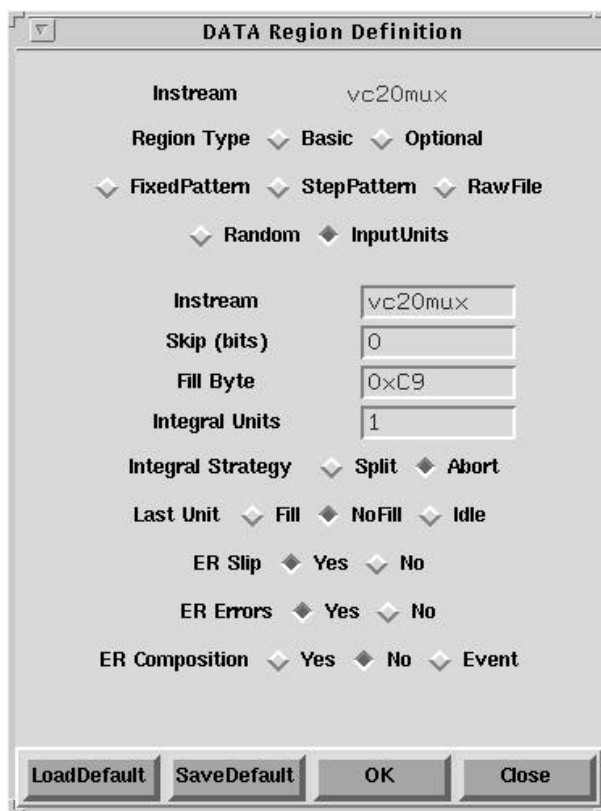 DATA Region Definition
Instream vc20mux
Region Type Basic Optional
FixedPattern StepPattern RawFile
Random InputUnits
Instream vc20mux
Skip (bits) 0
Fill Byte 0xC9
Integral Units 1
Integral Strategy Split Abort
Last Unit Fill NoFill Idle
ER Slip Yes No
ER Errors Yes No
ER Composition Yes No Event
LoadDefault SaveDefault OK Close